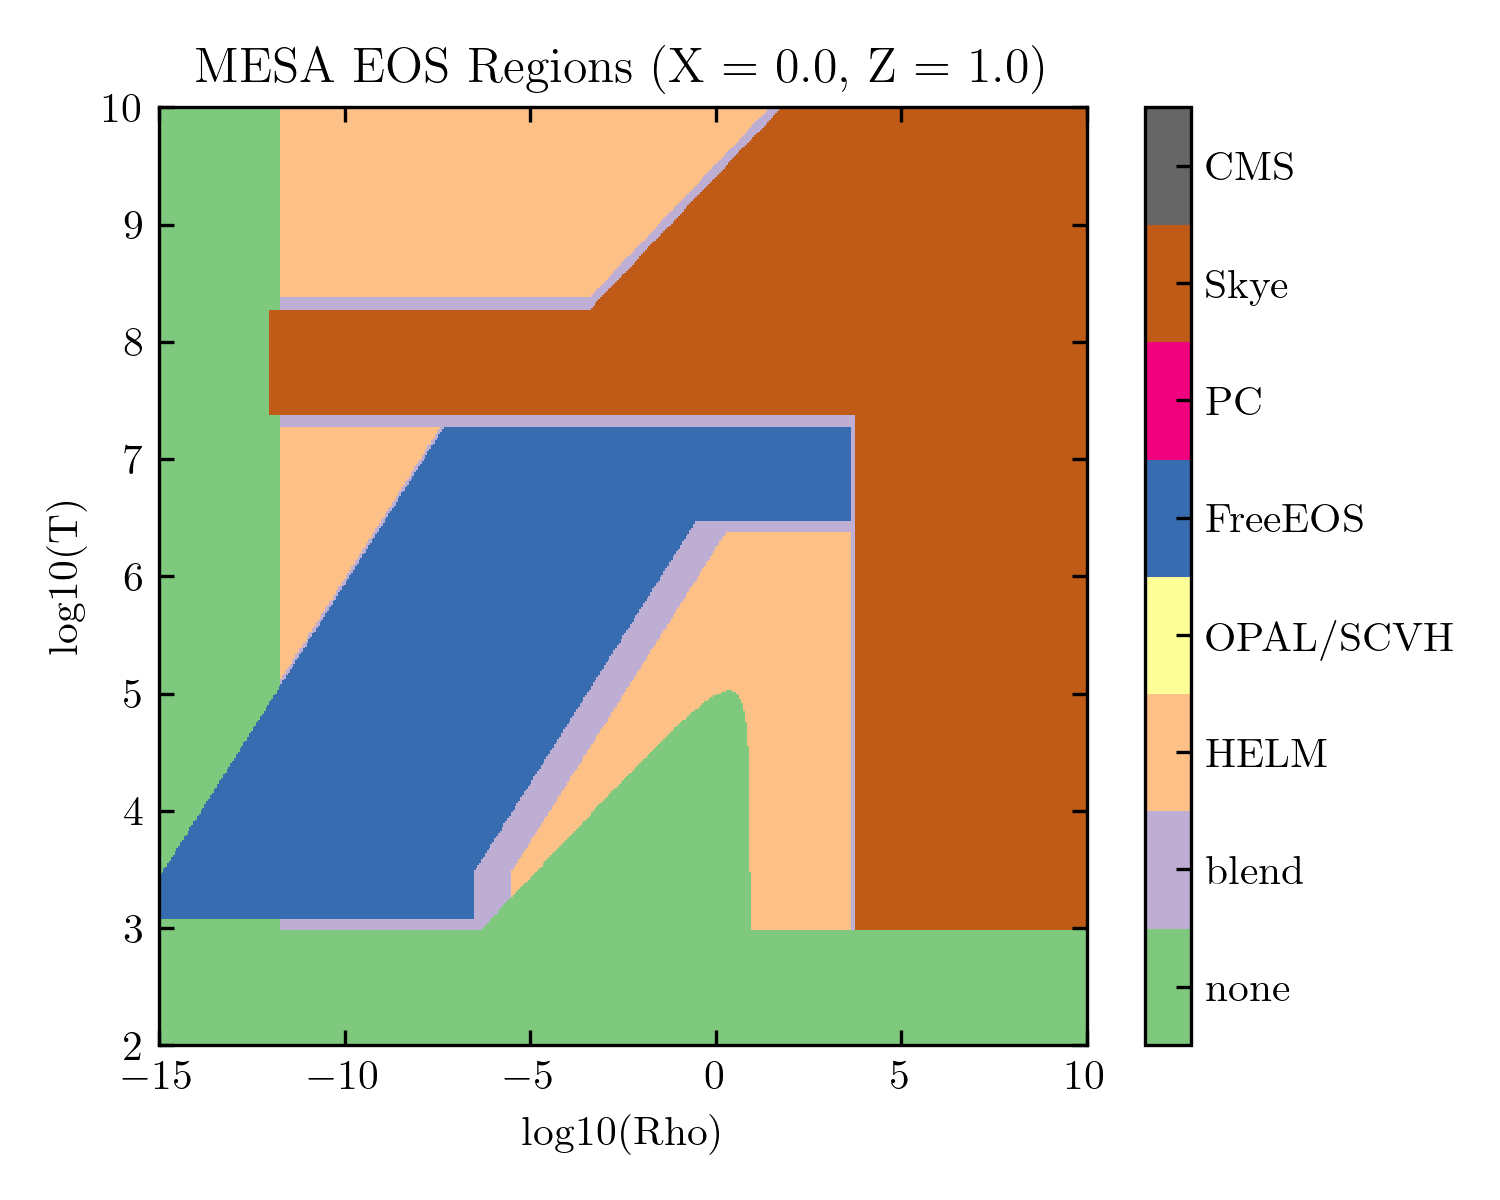 MESA EOS Regions (X = 0.0, Z = 1.0)
10
9
8
7
6
5
4
3
2
log10(T)
−15
−10
−5
0
5
10
log10(Rho)
CMS
Skye
PC
FreeEOS
OPAL/SCVH
HELM
blend
none